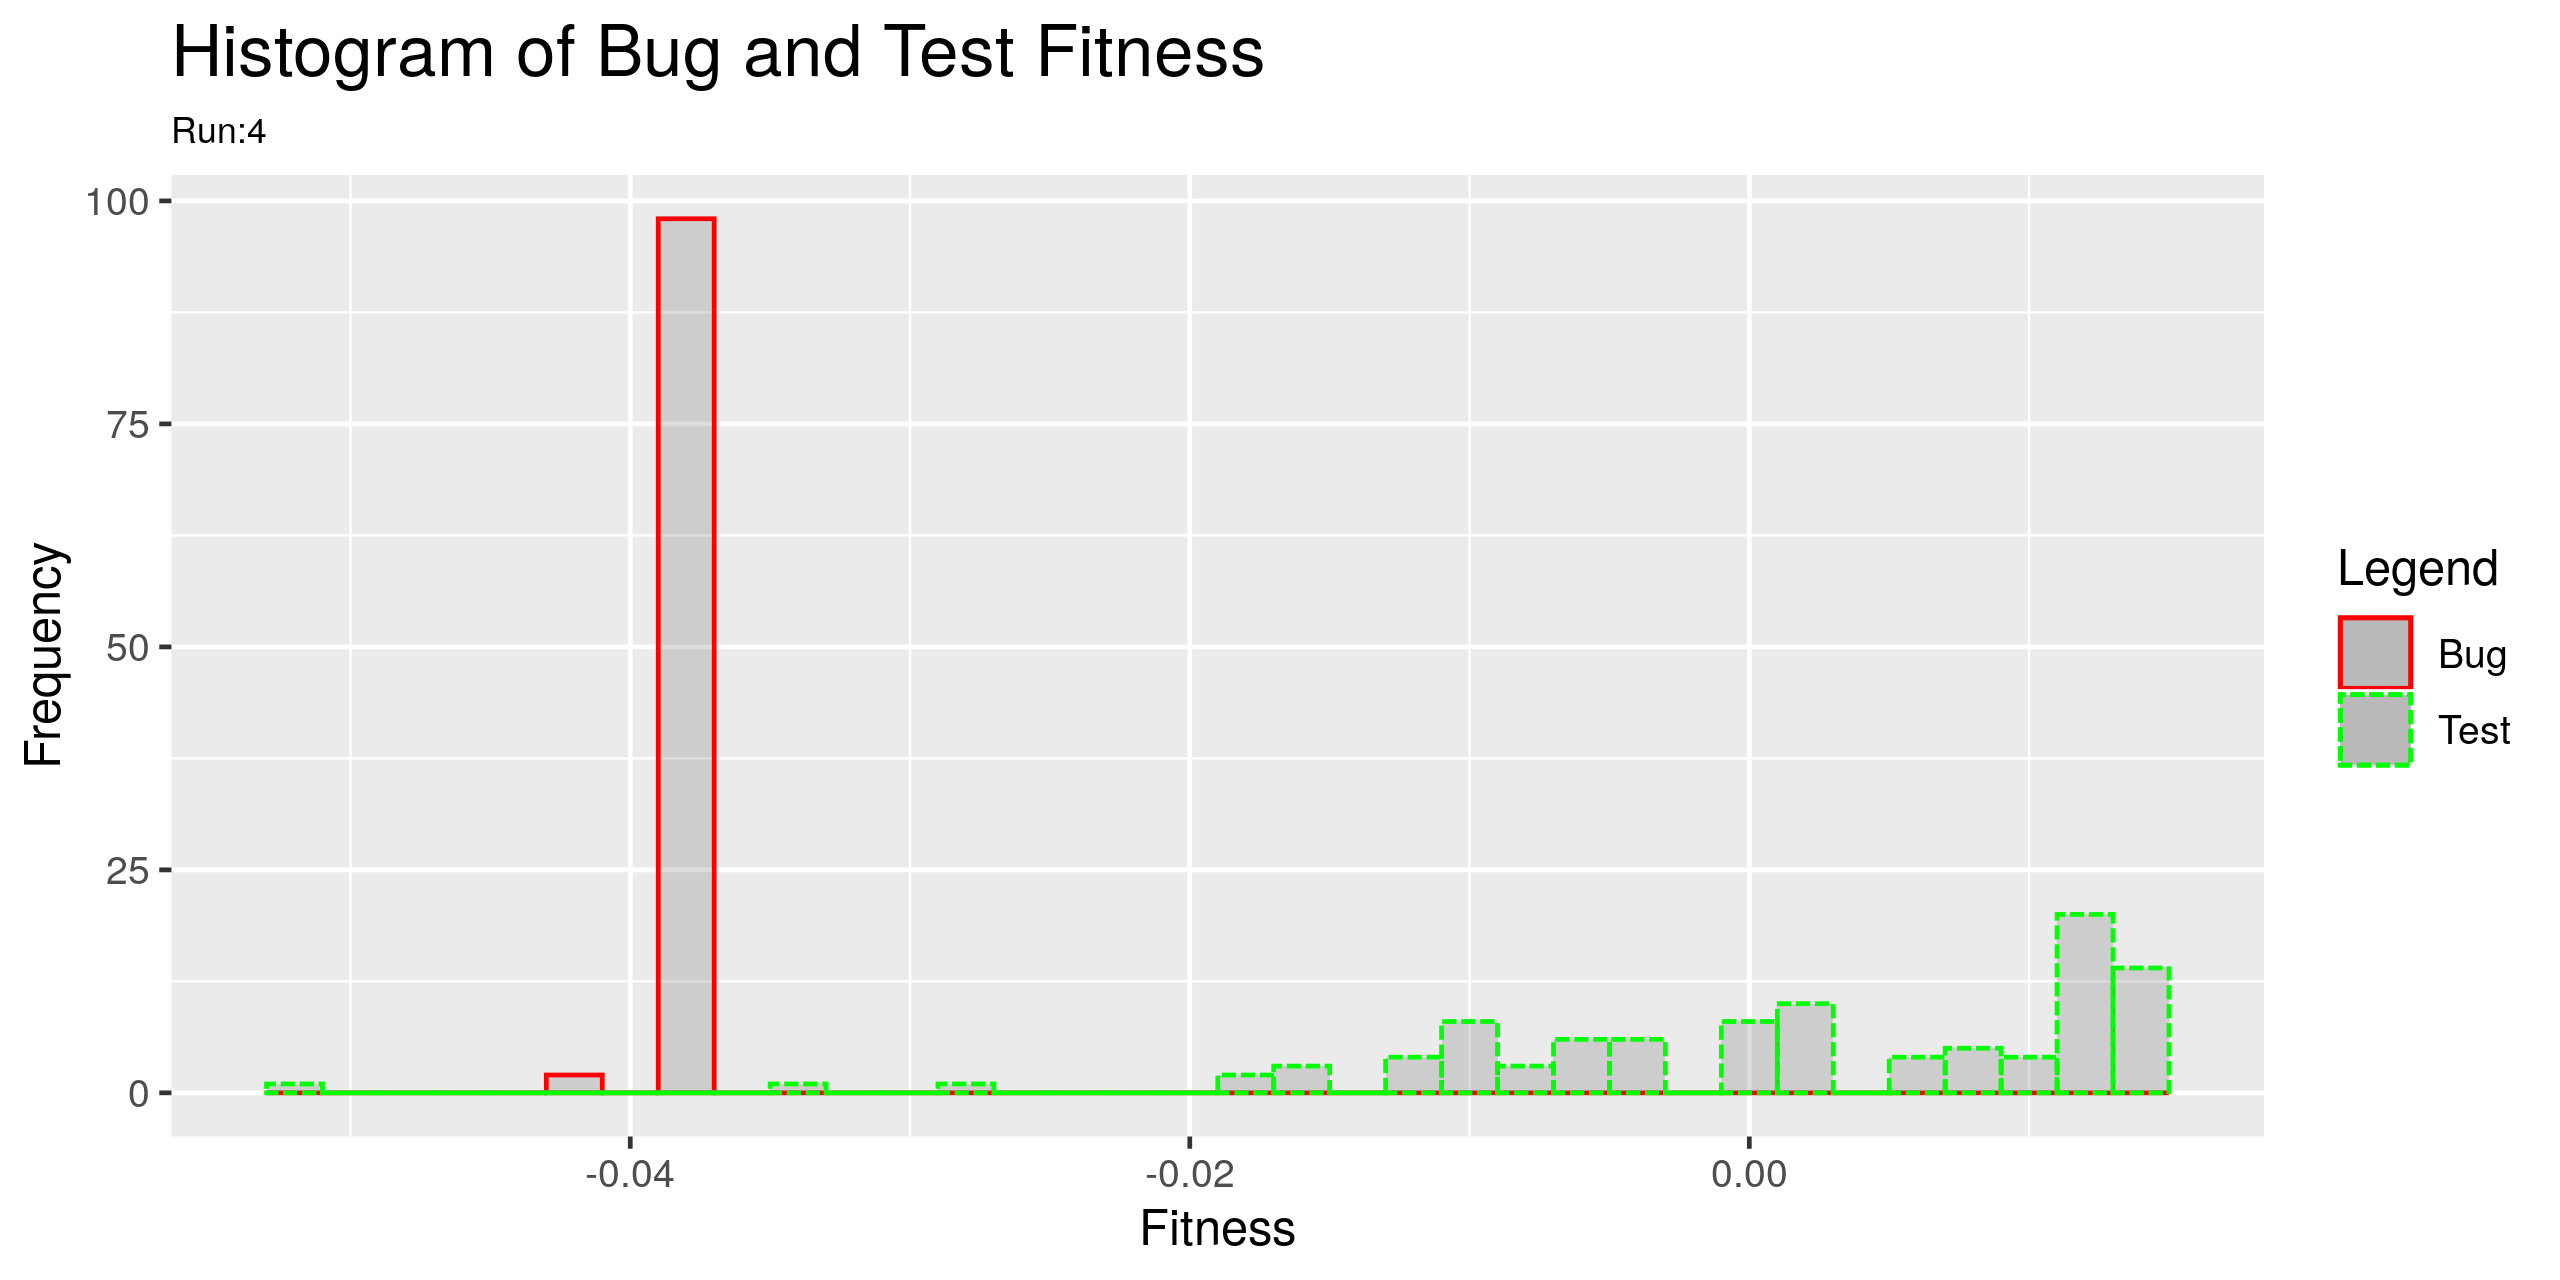 Histogram of Bug and Test Fitness
Run:4
100
75
50
25
0
Frequency
-0.04
-0.02
0.00
Fitness
Legend
Bug
Test